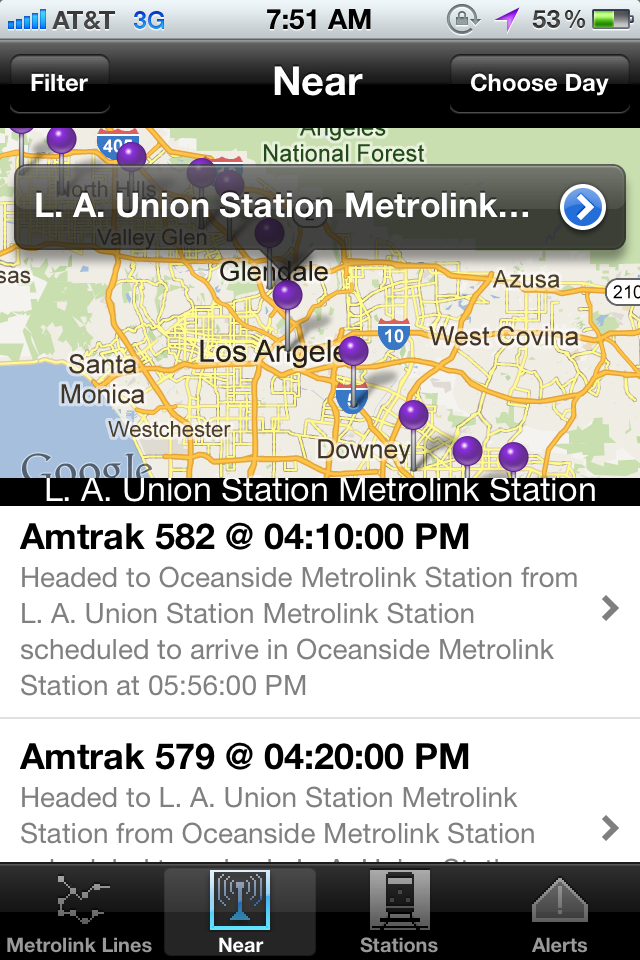 AT&T 3G 7:51 AM 53%
Filter Near Choose Day
Angeles
National Forest
405
North Hills
L. A. Union Station Metrolink...
Valley Glen
sas
Glendale
Azusa
210
10
West Covina
Los Angele
Santa
Monica
5
Westchester
Downey
Google
L. A. Union Station Metrolink Station
Amtrak 582 @ 04:10:00 PM
Headed to Oceanside Metrolink Station from
L. A. Union Station Metrolink Station
scheduled to arrive in Oceanside Metrolink
Station at 05:56:00 PM
Amtrak 579 @ 04:20:00 PM
Headed to L. A. Union Station Metrolink
Station from Oceanside Metrolink Station
Metrolink Lines Near Stations Alerts